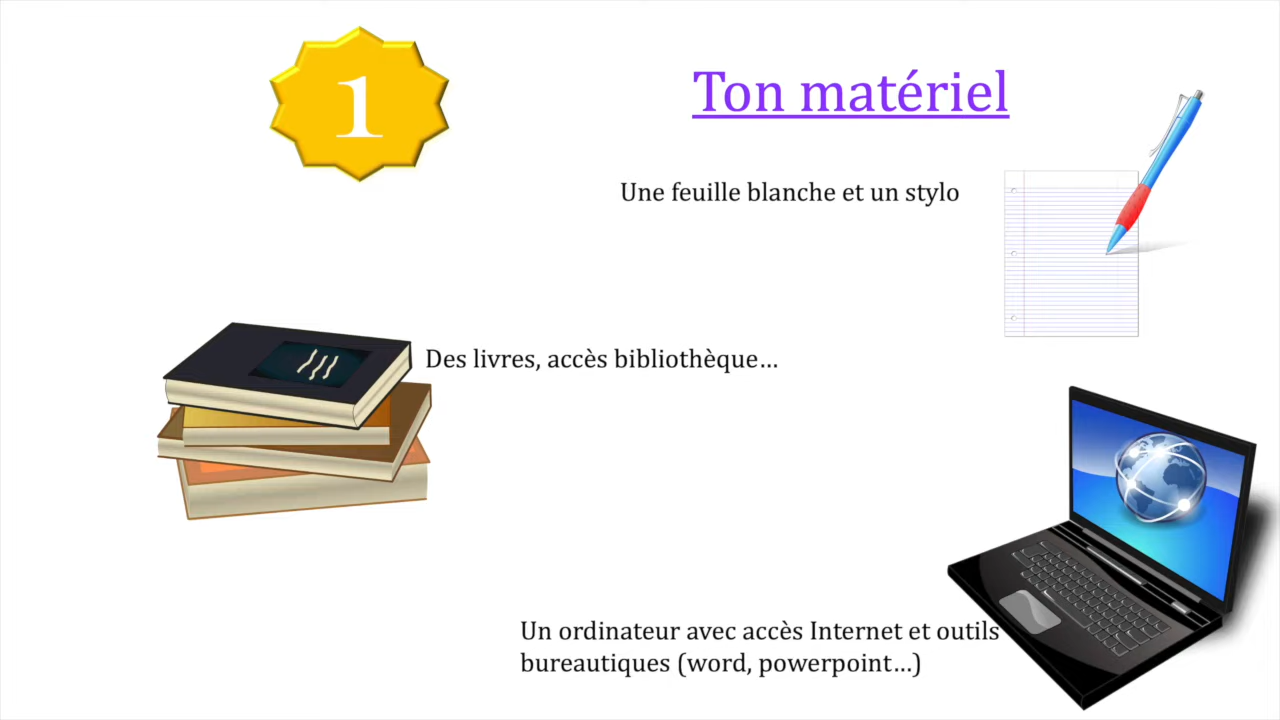 1
Ton matériel
Une feuille blanche et un stylo
Des livres, accès bibliothèque…
Un ordinateur avec accès Internet et outils
bureautiques (word, powerpoint…)